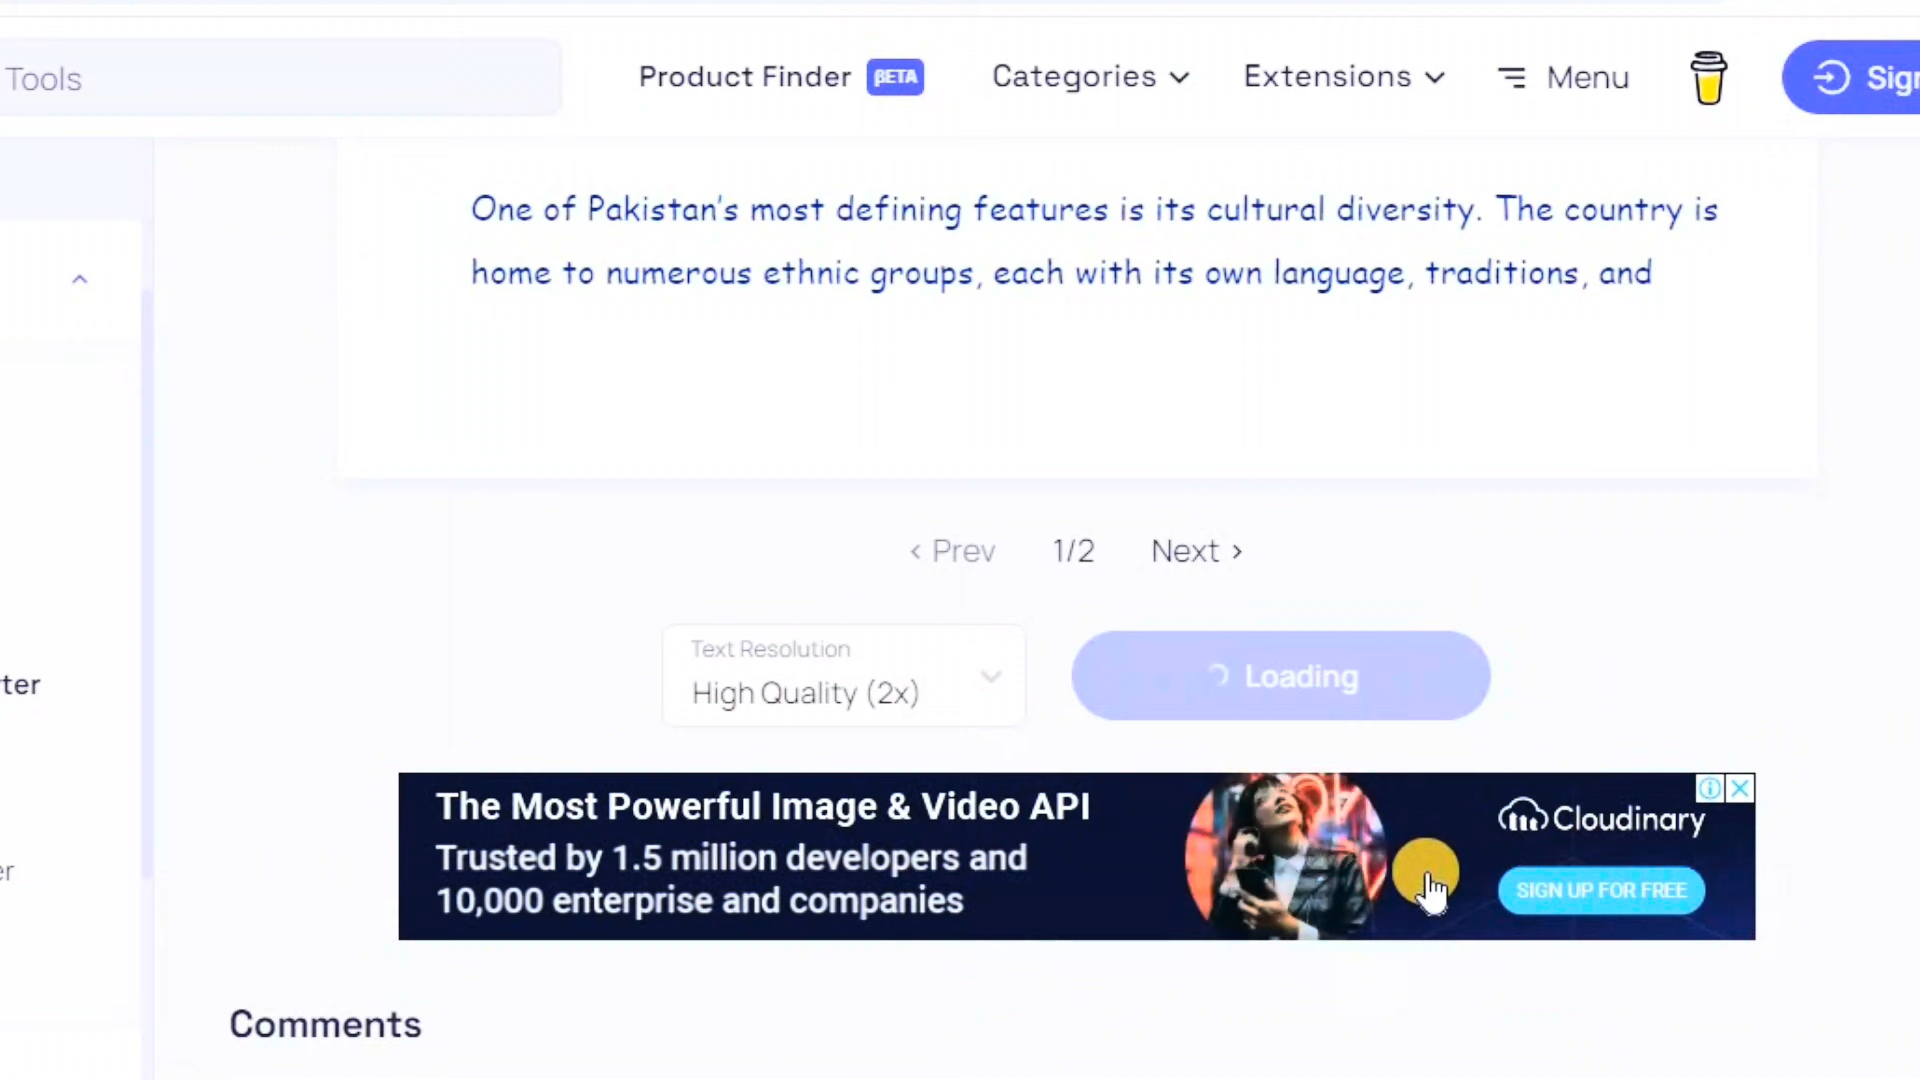 Tools
Product Finder BETA
Categories
Extensions
Menu
One of Pakistan's most defining features is its cultural diversity. The country is
home to numerous ethnic groups, each with its own language, traditions, and
< Prev 1/2 Next >
Text Resolution
High Quality (2x)
Loading
The Most Powerful Image & Video API
Trusted by 1.5 million developers and
10,000 enterprise and companies
Cloudinary
SIGN UP FOR FREE
Comments